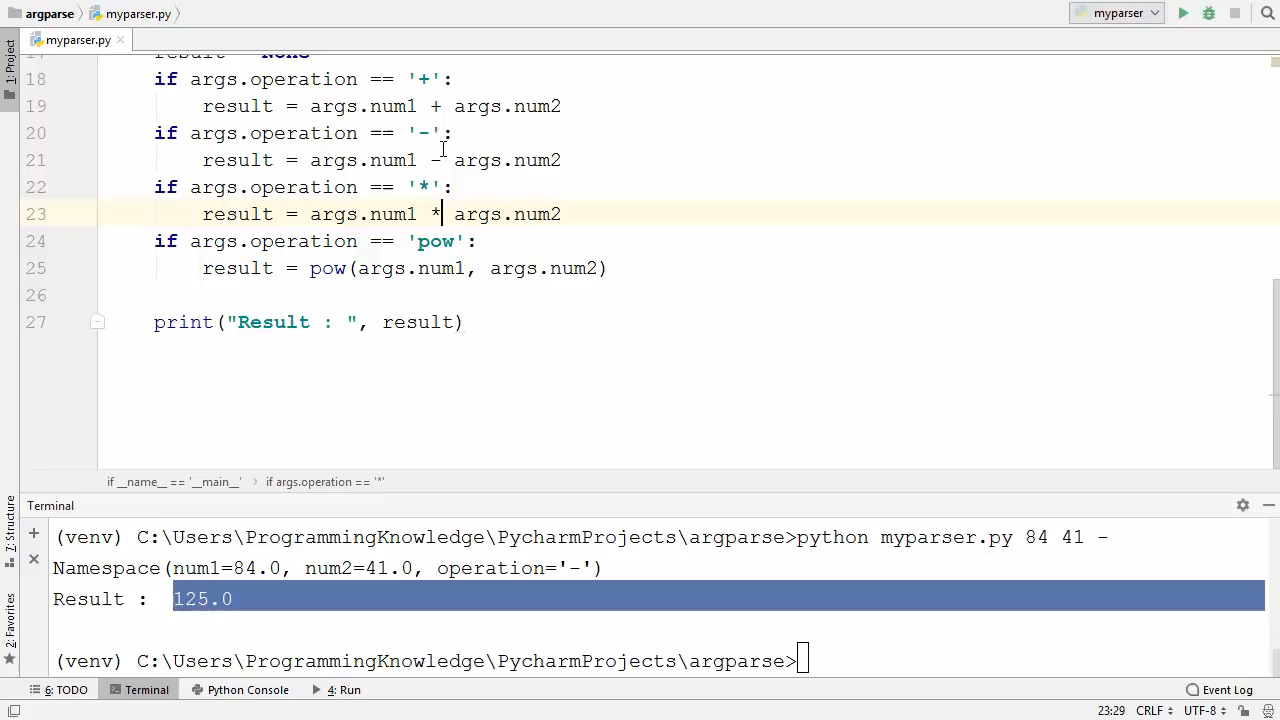 argparse myparser.py myparser
1: Project
myparser.py
17 result = None
18 if args.operation == '+':
19 result = args.num1 + args.num2
20 if args.operation == '-':
21 result = args.num1 - args.num2
22 if args.operation == '*':
23 result = args.num1 * args.num2
24 if args.operation == 'pow':
25 result = pow(args.num1, args.num2)
26
27 print("Result : ", result)
if __name__ == '__main__' if args.operation == '*'
Terminal
7: Structure
2: Favorites
(venv) C:\Users\ProgrammingKnowledge\PycharmProjects\argparse>python myparser.py 84 41 -
Namespace(num1=84.0, num2=41.0, operation='-')
Result : 125.0
(venv) C:\Users\ProgrammingKnowledge\PycharmProjects\argparse>
6: TODO Terminal Python Console 4: Run Event Log
23:29 CRLF UTF-8